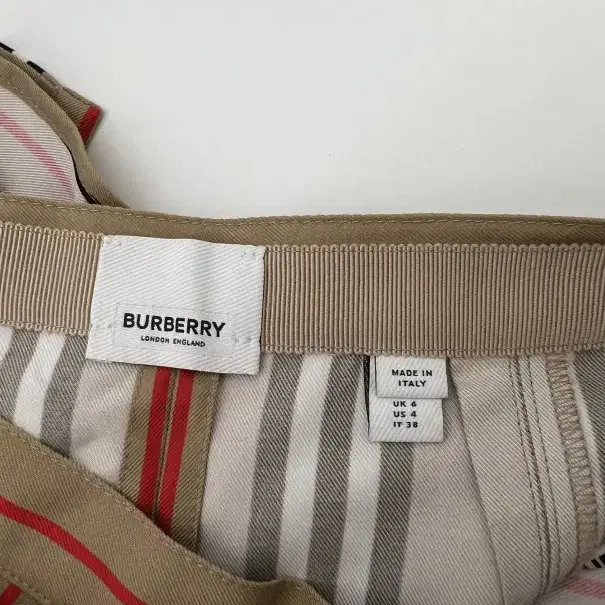 BURBERRY
LONDON ENGLAND
MADE IN
ITALY
UK 6
US 4
IT 38